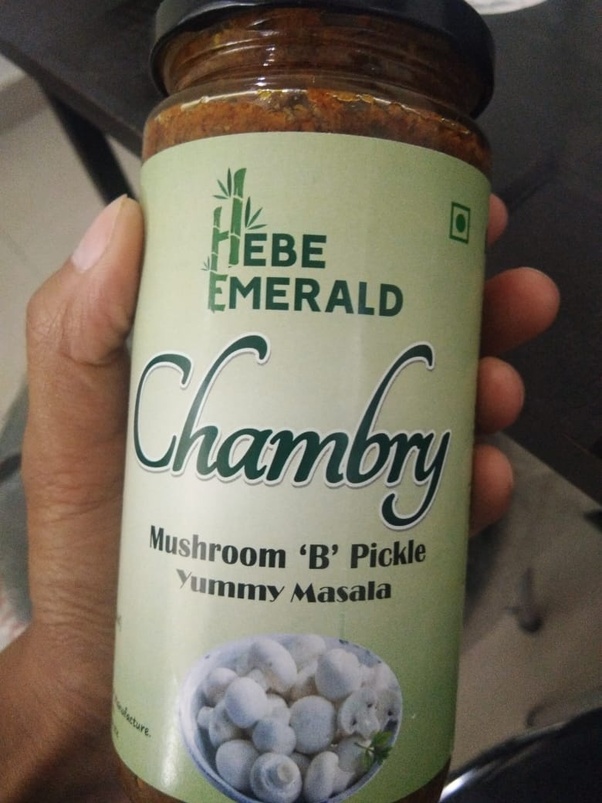 HEBE
EMERALD
Chambry
Mushroom ‘B’ Pickle
Yummy Masala